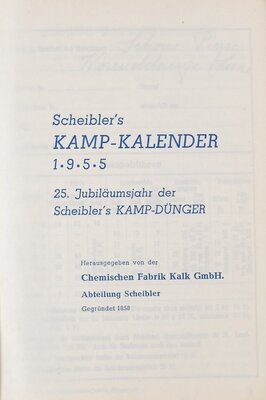 Scheibler's
KAMP-KALENDER
1·9·5·5
25. Jubiläumsjahr der
Scheibler's KAMP-DÜNGER
Herausgegeben von der
Chemischen Fabrik Kalk GmbH.
Abteilung Scheibler
Gegründet 1858